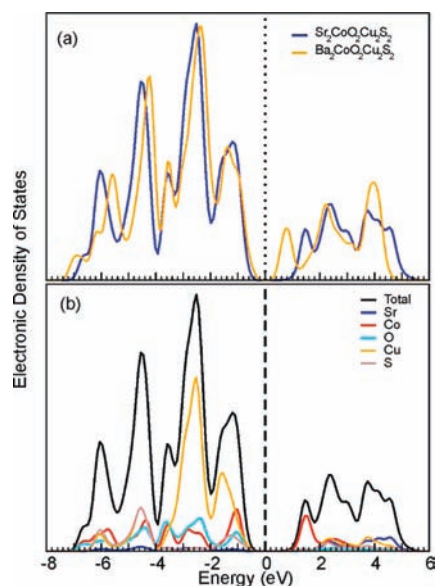 (a)
Sr₂CoO₂Cu₂S₂
Ba₂CoO₂Cu₂S₂
Electronic Density of States
(b)
Total
Sr
Co
O
Cu
S
-8 -6 -4 -2 0 2 4 6
Energy (eV)